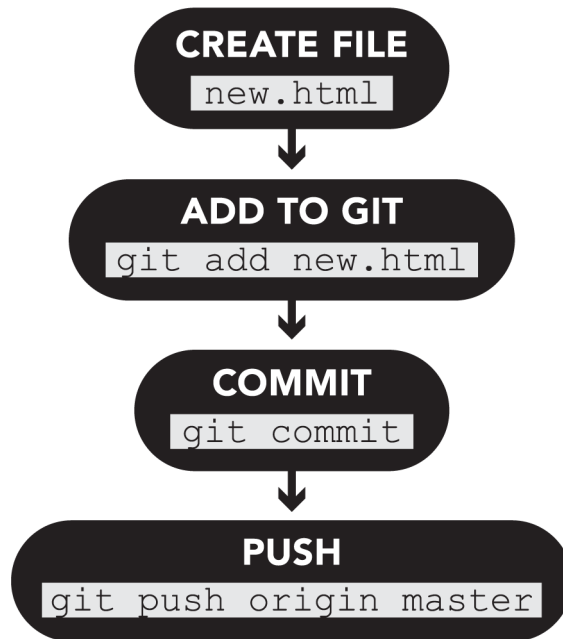 CREATE FILE
new.html
ADD TO GIT
git add new.html
COMMIT
git commit
PUSH
git push origin master